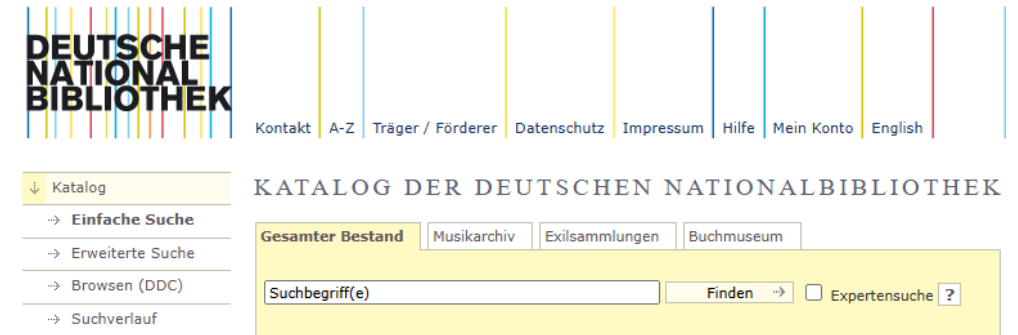 DEUTSCHE
NATIONAL
BIBLIOTHEK
Kontakt A-Z Träger / Förderer Datenschutz Impressum Hilfe Mein Konto English
Katalog
Einfache Suche
Erweiterte Suche
Browsen (DDC)
Suchverlauf
KATALOG DER DEUTSCHEN NATIONALBIBLIOTHEK
Gesamter Bestand Musikarchiv Exilsammlungen Buchmuseum
Suchbegriff(e) Finden Expertensuche ?